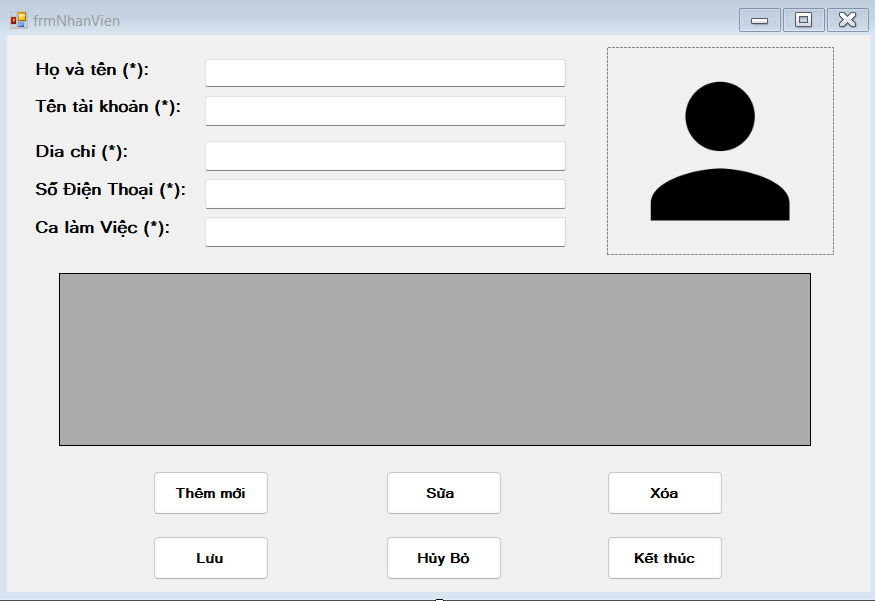 frmNhanVien
Họ và tên (*):
Tên tài khoản (*):
Dia chỉ (*):
Số Điện Thoại (*):
Ca làm Việc (*):
Thêm mới
Sửa
Xóa
Lưu
Hủy Bỏ
Kết thúc